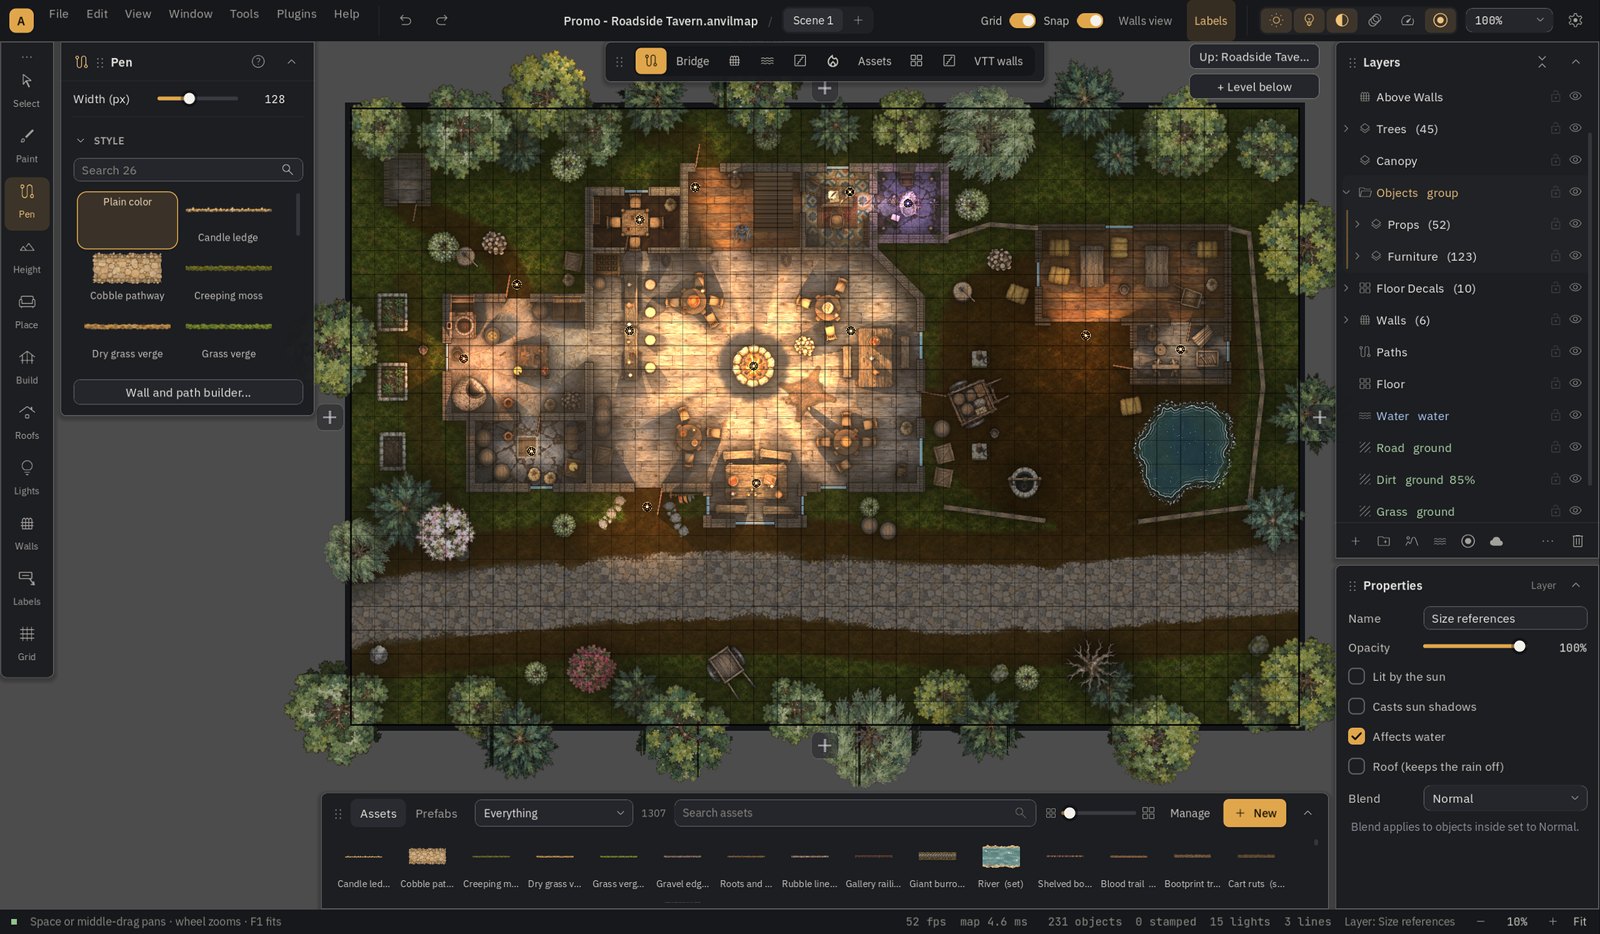 A File Edit View Window Tools Plugins Help
Promo - Roadside Tavern.anvilmap / Scene 1 +
Grid Snap Walls view Labels 100%
Select
Paint
Pen
Height
Place
Build
Roofs
Lights
Walls
Labels
Grid
Pen
Width (px) 128
STYLE
Search 26
Plain color
Candle ledge
Cobble pathway
Creeping moss
Dry grass verge
Grass verge
Wall and path builder...
Bridge Assets VTT walls
Up: Roadside Tave...
+ Level below
Layers
Above Walls
Trees (45)
Canopy
Objects group
Props (52)
Furniture (123)
Floor Decals (10)
Walls (6)
Paths
Floor
Water water
Road ground
Dirt ground 85%
Grass ground
Properties Layer
Name Size references
Opacity 100%
Lit by the sun
Casts sun shadows
Affects water
Roof (keeps the rain off)
Blend Normal
Blend applies to objects inside set to Normal.
Assets Prefabs Everything 1307 Search assets Manage + New
Candle led... Cobble pat... Creeping m... Dry grass v... Grass verg... Gravel edg... Roots and ... Rubble line... Gallery raili... Giant burro... River (set) Shelved bo... Blood trail ... Bootprint tr... Cart ruts (s...
Space or middle-drag pans · wheel zooms · F1 fits
52 fps map 4.6 ms 231 objects 0 stamped 15 lights 3 lines Layer: Size references − 10% + Fit